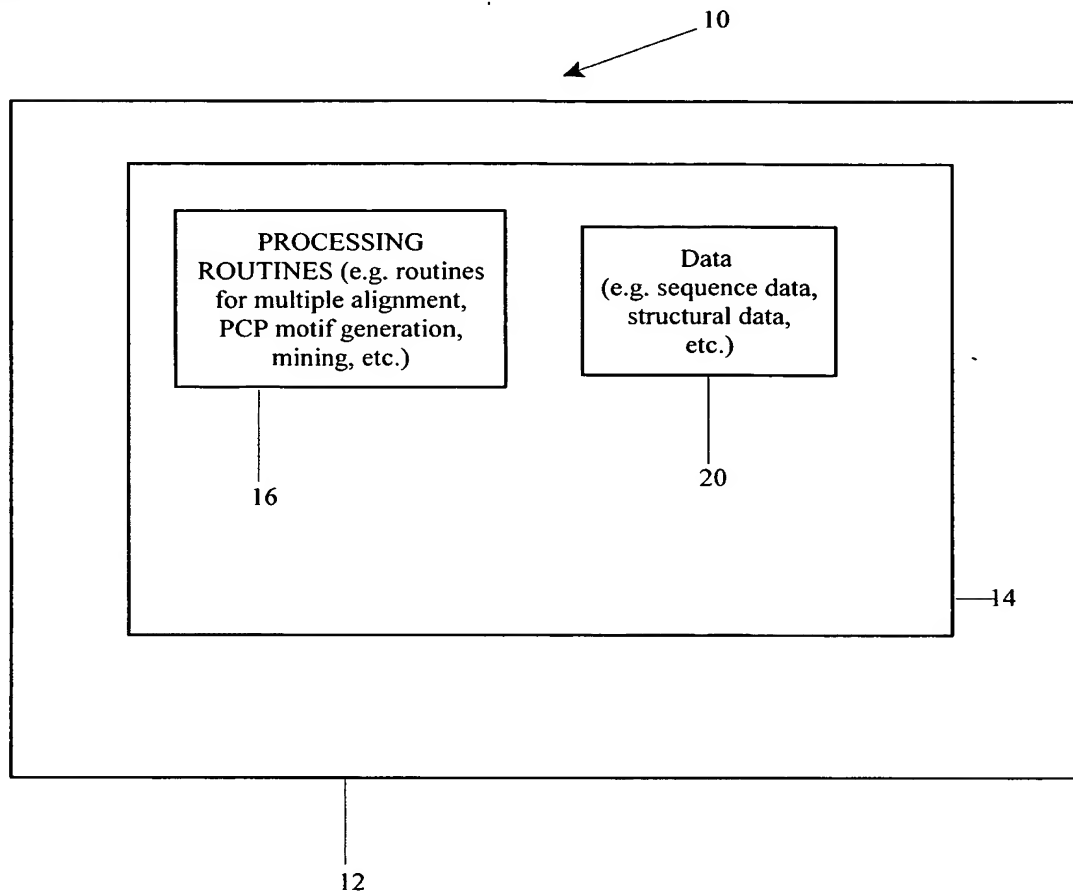 10
PROCESSING
ROUTINES (e.g. routines
for multiple alignment,
PCP motif generation,
mining, etc.)
Data
(e.g. sequence data,
structural data,
etc.)
16
20
14
12